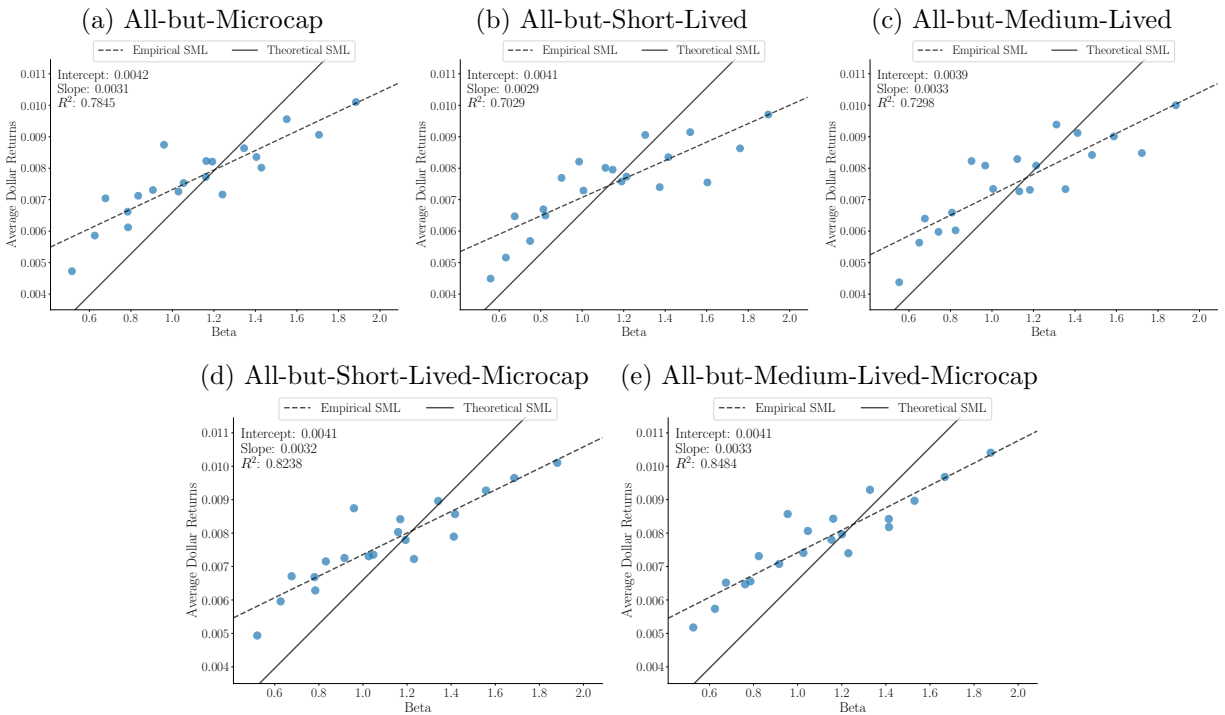 (a) All-but-Microcap
Empirical SML Theoretical SML
Intercept: 0.0042
Slope: 0.0031
R²: 0.7845
Average Dollar Returns
0.011
0.010
0.009
0.008
0.007
0.006
0.005
0.004
0.6 0.8 1.0 1.2 1.4 1.6 1.8 2.0
Beta
(b) All-but-Short-Lived
Empirical SML Theoretical SML
Intercept: 0.0041
Slope: 0.0029
R²: 0.7029
Average Dollar Returns
0.011
0.010
0.009
0.008
0.007
0.006
0.005
0.004
0.6 0.8 1.0 1.2 1.4 1.6 1.8 2.0
Beta
(c) All-but-Medium-Lived
Empirical SML Theoretical SML
Intercept: 0.0039
Slope: 0.0033
R²: 0.7298
Average Dollar Returns
0.011
0.010
0.009
0.008
0.007
0.006
0.005
0.004
0.6 0.8 1.0 1.2 1.4 1.6 1.8 2.0
Beta
(d) All-but-Short-Lived-Microcap
Empirical SML Theoretical SML
Intercept: 0.0041
Slope: 0.0032
R²: 0.8238
Average Dollar Returns
0.011
0.010
0.009
0.008
0.007
0.006
0.005
0.004
0.6 0.8 1.0 1.2 1.4 1.6 1.8 2.0
Beta
(e) All-but-Medium-Lived-Microcap
Empirical SML Theoretical SML
Intercept: 0.0041
Slope: 0.0033
R²: 0.8484
Average Dollar Returns
0.011
0.010
0.009
0.008
0.007
0.006
0.005
0.004
0.6 0.8 1.0 1.2 1.4 1.6 1.8 2.0
Beta